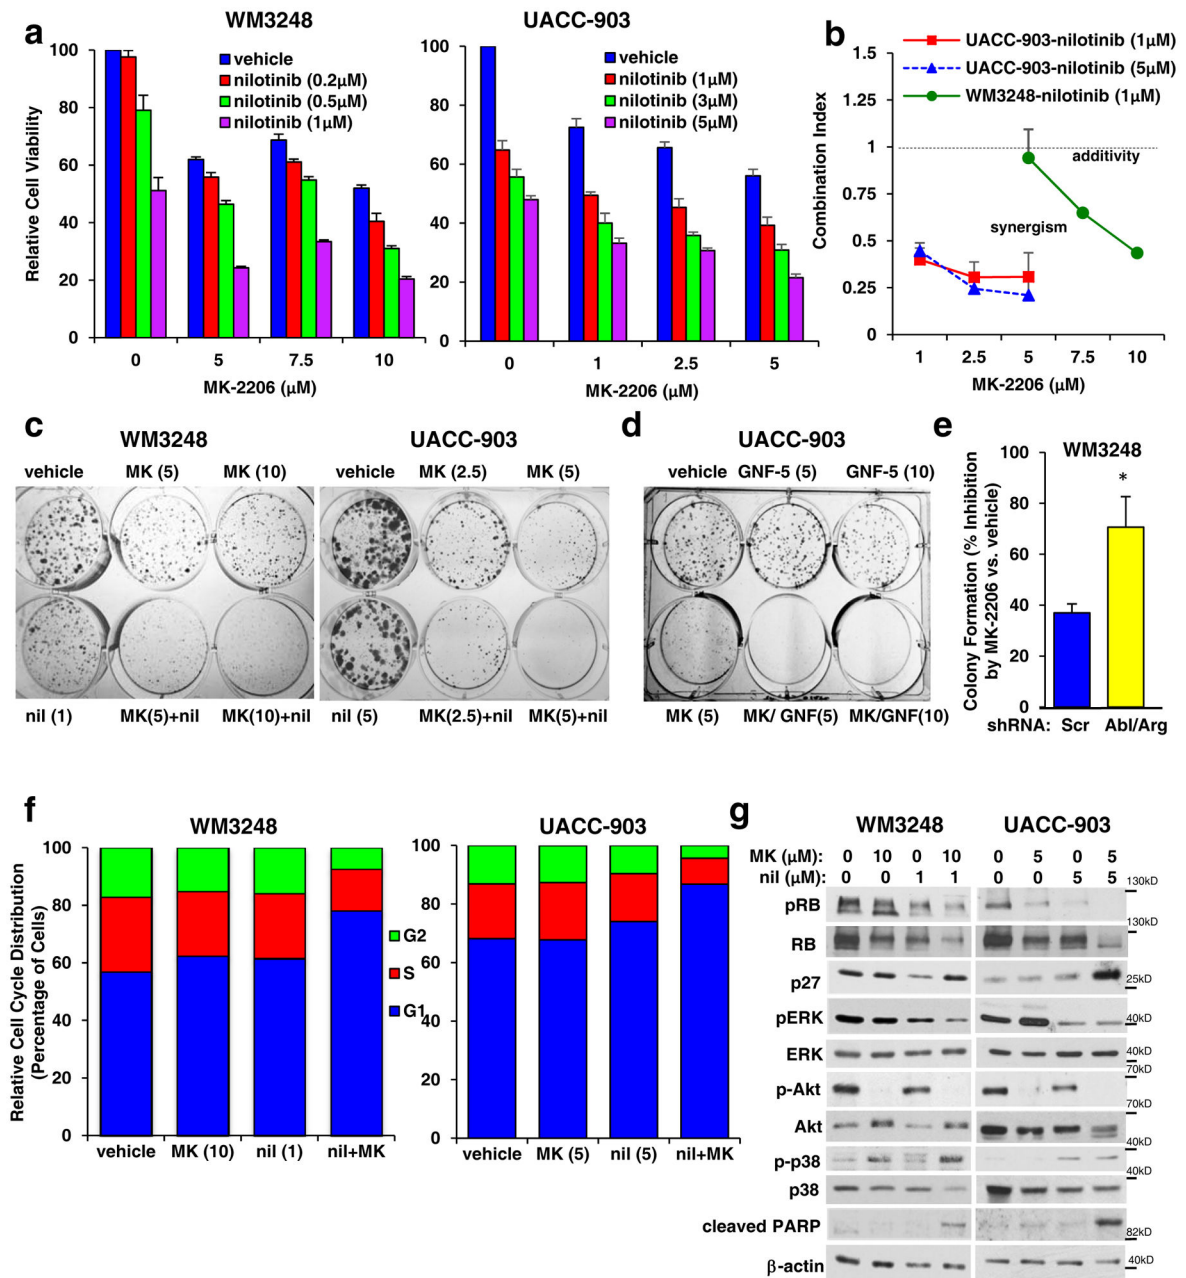 a
WM3248
UACC-903
b
Relative Cell Viability
100
80
60
40
20
0
vehicle
nilotinib (0.2µM)
nilotinib (0.5µM)
nilotinib (1µM)
0 5 7.5 10
MK-2206 (µM)
100
80
60
40
20
0
vehicle
nilotinib (1µM)
nilotinib (3µM)
nilotinib (5µM)
0 1 2.5 5
MK-2206 (µM)
UACC-903-nilotinib (1µM)
UACC-903-nilotinib (5µM)
WM3248-nilotinib (1µM)
Combination Index
1.5
1.25
1
0.75
0.5
0.25
0
additivity
synergism
1 2.5 5 7.5 10
MK-2206 (µM)
c
WM3248
UACC-903
vehicle MK (5) MK (10)
vehicle MK (2.5) MK (5)
nil (1) MK(5)+nil MK(10)+nil
nil (5) MK(2.5)+nil MK(5)+nil
d
UACC-903
vehicle GNF-5 (5) GNF-5 (10)
MK (5) MK/ GNF(5) MK/GNF(10)
e
WM3248
Colony Formation (% Inhibition
by MK-2206 vs. vehicle)
100
80
60
40
20
0
*
shRNA: Scr Abl/Arg
f
WM3248
UACC-903
Relative Cell Cycle Distribution
(Percentage of Cells)
100
80
60
40
20
0
vehicle MK (10) nil (1) nil+MK
G2
S
G1
100
80
60
40
20
0
vehicle MK (5) nil (5) nil+MK
g
WM3248
UACC-903
MK (µM): 0 10 0 10 0 5 0 5
nil (µM): 0 0 1 1 0 0 5 5
pRB
130kD
RB
130kD
p27
25kD
pERK
40kD
ERK
40kD
p-Akt
70kD
Akt
70kD
p-p38
40kD
p38
40kD
cleaved PARP
82kD
β-actin
40kD